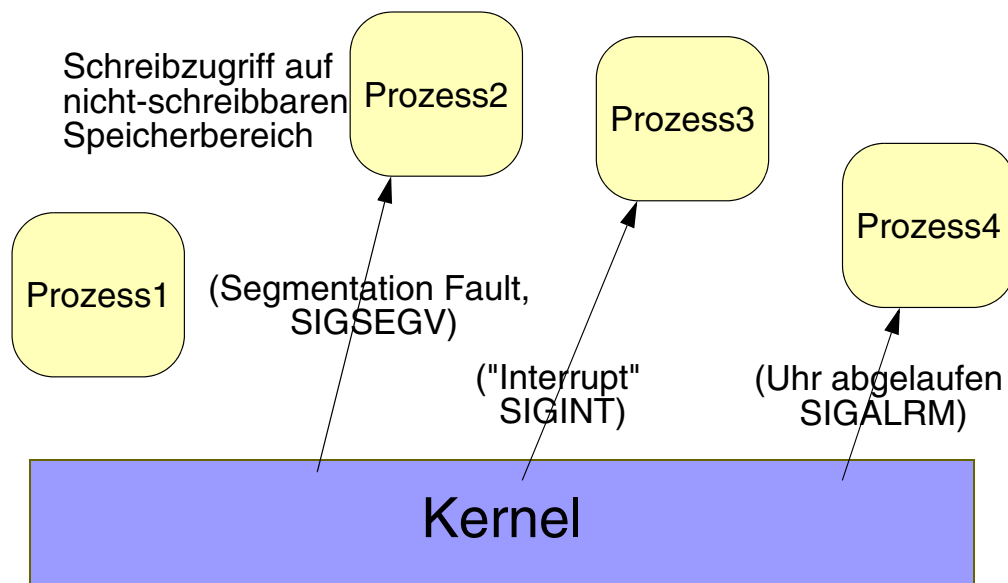 Schreibzugriff auf
nicht-schreibbaren
Speicherbereich
Prozess2
Prozess3
Prozess4
Prozess1
(Segmentation Fault,
SIGSEGV)
("Interrupt"
SIGINT)
(Uhr abgelaufen
SIGALRM)
Kernel